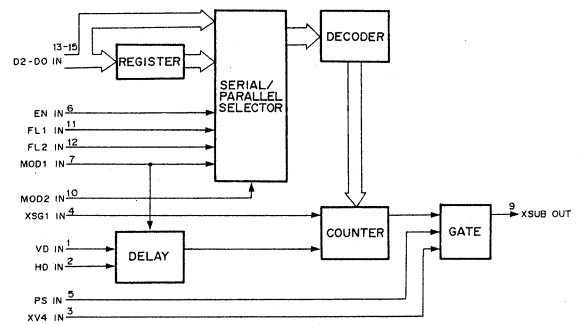 13-15
D2-D0 IN
REGISTER
SERIAL/
PARALLEL
SELECTOR
DECODER
EN IN 6
FL1 IN 11
FL2 IN 12
MOD1 IN 7
MOD2 IN 10
XSG1 IN 4
VD IN 1
HD IN 2
DELAY
COUNTER
GATE
9 XSUB OUT
PS IN 5
XV4 IN 3